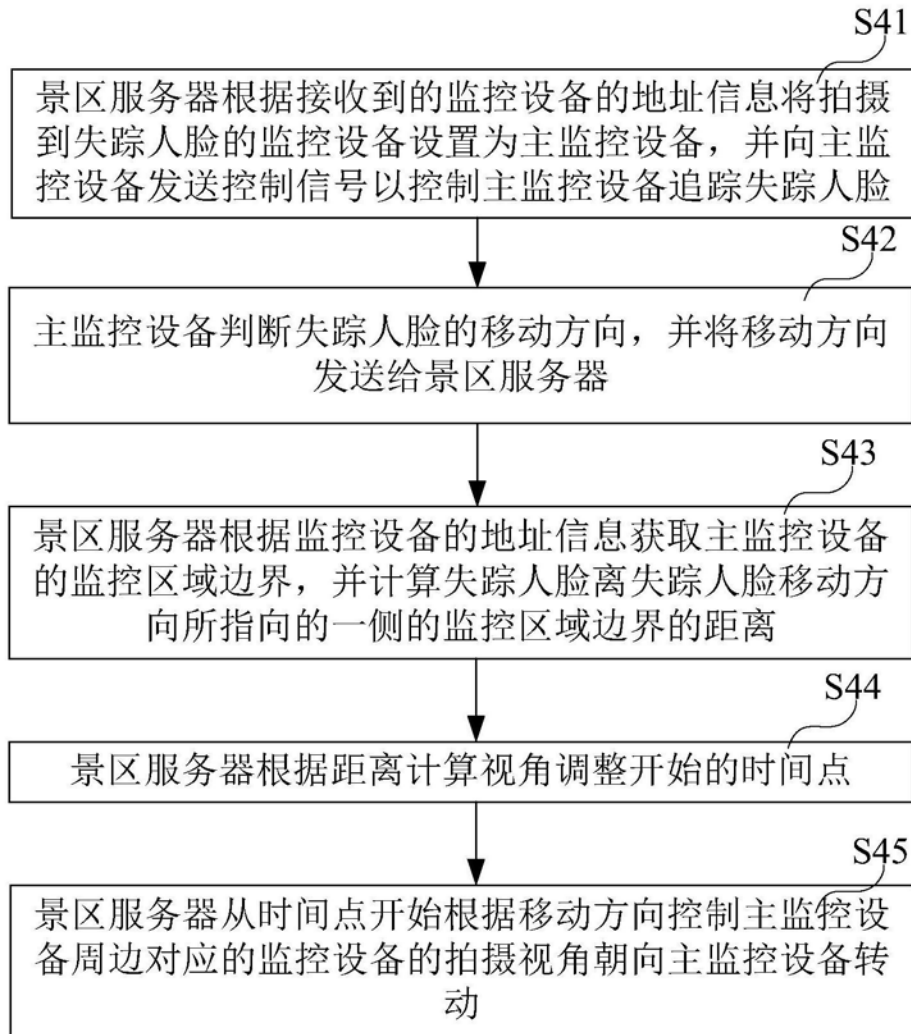 S41
景区服务器根据接收到的监控设备的地址信息将拍摄
到失踪人脸的监控设备设置为主监控设备，并向主监
控设备发送控制信号以控制主监控设备追踪失踪人脸
S42
主监控设备判断失踪人脸的移动方向，并将移动方向
发送给景区服务器
S43
景区服务器根据监控设备的地址信息获取主监控设备
的监控区域边界，并计算失踪人脸离失踪人脸移动方
向所指向的一侧的监控区域边界的距离
S44
景区服务器根据距离计算视角调整开始的时间点
S45
景区服务器从时间点开始根据移动方向控制主监控设
备周边对应的监控设备的拍摄视角朝向主监控设备转
动